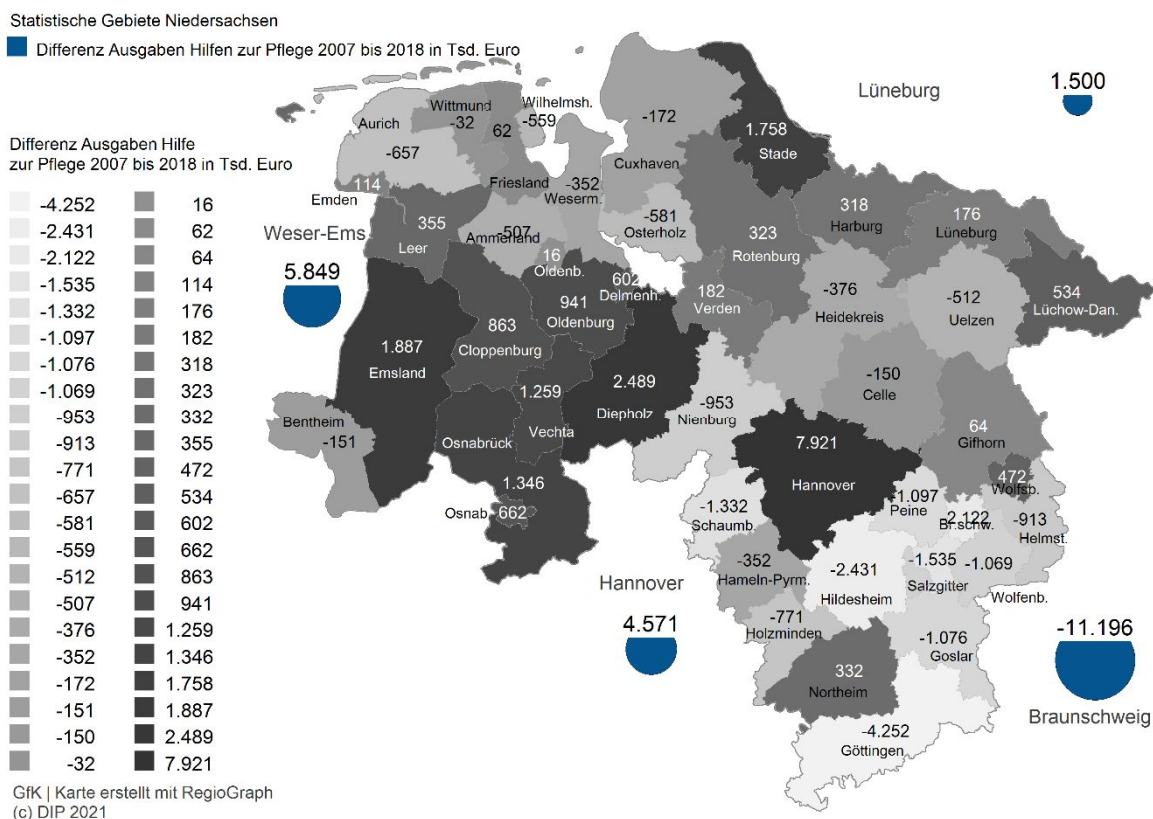 Statistische Gebiete Niedersachsen
Differenz Ausgaben Hilfen zur Pflege 2007 bis 2018 in Tsd. Euro
Differenz Ausgaben Hilfe
zur Pflege 2007 bis 2018 in Tsd. Euro
-4.252 16
-2.431 62
-2.122 64
-1.535 114
-1.332 176
-1.097 182
-1.076 318
-1.069 323
-953 332
-913 355
-771 472
-657 534
-581 602
-559 662
-512 863
-507 941
-376 1.259
-352 1.346
-172 1.758
-151 1.887
-150 2.489
-32 7.921
GfK | Karte erstellt mit RegioGraph
(c) DIP 2021
Lüneburg
1.500
Weser-Ems
5.849
Hannover
4.571
-11.196
Braunschweig
Wittmund
-32
Wilhelmsh.
-559
Aurich
-657
62
Friesland
114
Emden
355
Leer
-507
Ammerland
-352
Weserm.
-172
Cuxhaven
1.758
Stade
-581
Osterholz
323
Rotenburg
318
Harburg
176
Lüneburg
534
Lüchow-Dan.
16
Oldenb.
602
Delmenh.
941
Oldenburg
182
Verden
-376
Heidekreis
-512
Uelzen
863
Cloppenburg
1.887
Emsland
1.259
Vechta
2.489
Diepholz
-953
Nienburg
-150
Celle
64
Gifhorn
Bentheim
-151
Osnabrück
1.346
Osnab.
662
7.921
Hannover
472
Wolfsb.
-1.097
Peine
-2.122
Br.schw.
-913
Helmst.
-1.332
Schaumb.
-352
Hameln-Pyrm.
-2.431
Hildesheim
-1.535
Salzgitter
-1.069
Wolfenb.
-771
Holzminden
-1.076
Goslar
332
Northeim
-4.252
Göttingen